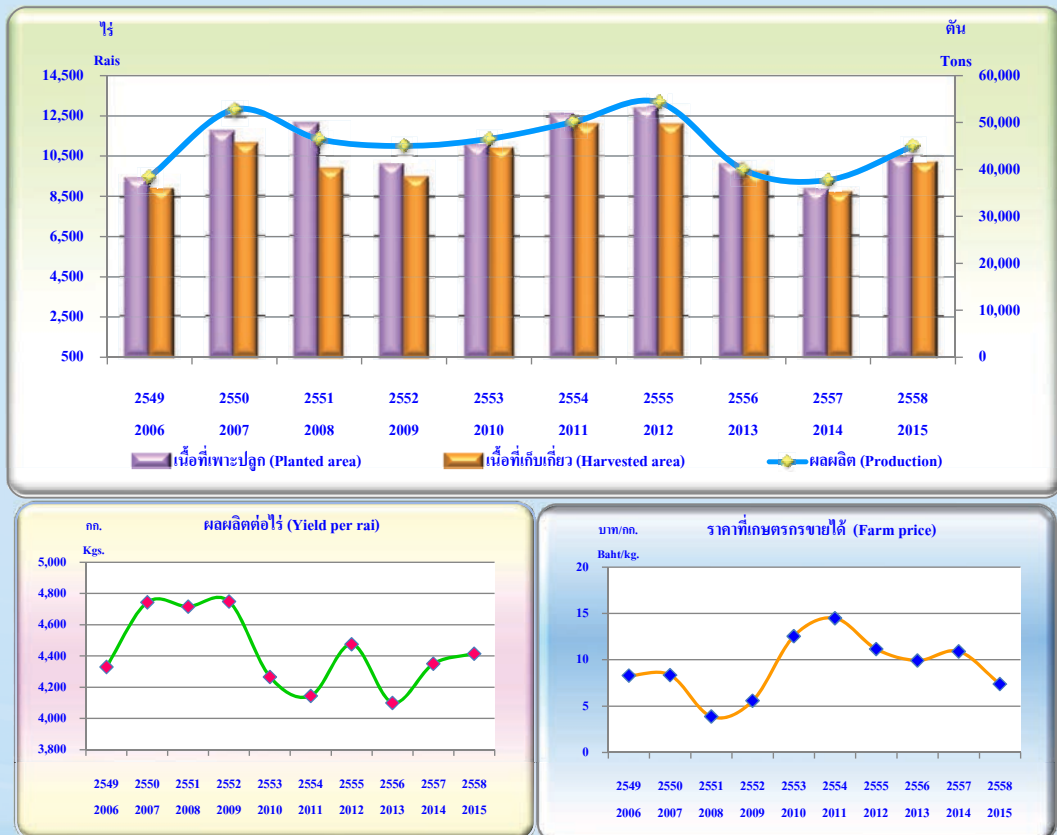 ไร่ ตัน
Rais Tons
14,500 60,000
12,500 50,000
10,500 40,000
8,500 30,000
6,500 20,000
4,500 10,000
2,500 0
500
2549 2550 2551 2552 2553 2554 2555 2556 2557 2558
2006 2007 2008 2009 2010 2011 2012 2013 2014 2015
เนื้อที่เพาะปลูก (Planted area) เนื้อที่เก็บเกี่ยว (Harvested area) ผลผลิต (Production)
กก. ผลผลิตต่อไร่ (Yield per rai)
Kgs.
5,000
4,800
4,600
4,400
4,200
4,000
3,800
2549 2550 2551 2552 2553 2554 2555 2556 2557 2558
2006 2007 2008 2009 2010 2011 2012 2013 2014 2015
บาท/กก. ราคาที่เกษตรกรขายได้ (Farm price)
Baht/kg.
20
15
10
5
0
2549 2550 2551 2552 2553 2554 2555 2556 2557 2558
2006 2007 2008 2009 2010 2011 2012 2013 2014 2015